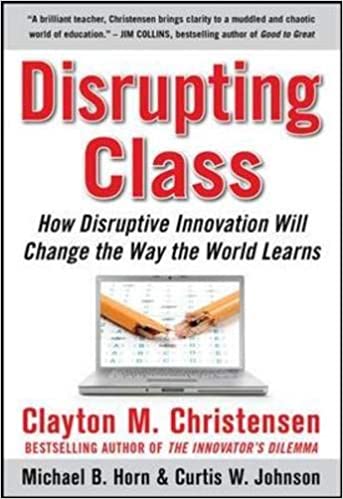 "A brilliant teacher, Christensen brings clarity to a muddled and chaotic
world of education." – JIM COLLINS, bestselling author of Good to Great
Disrupting
Class
How Disruptive Innovation Will
Change the Way the World Learns
Clayton M. Christensen
BESTSELLING AUTHOR OF THE INNOVATOR'S DILEMMA
Michael B. Horn & Curtis W. Johnson